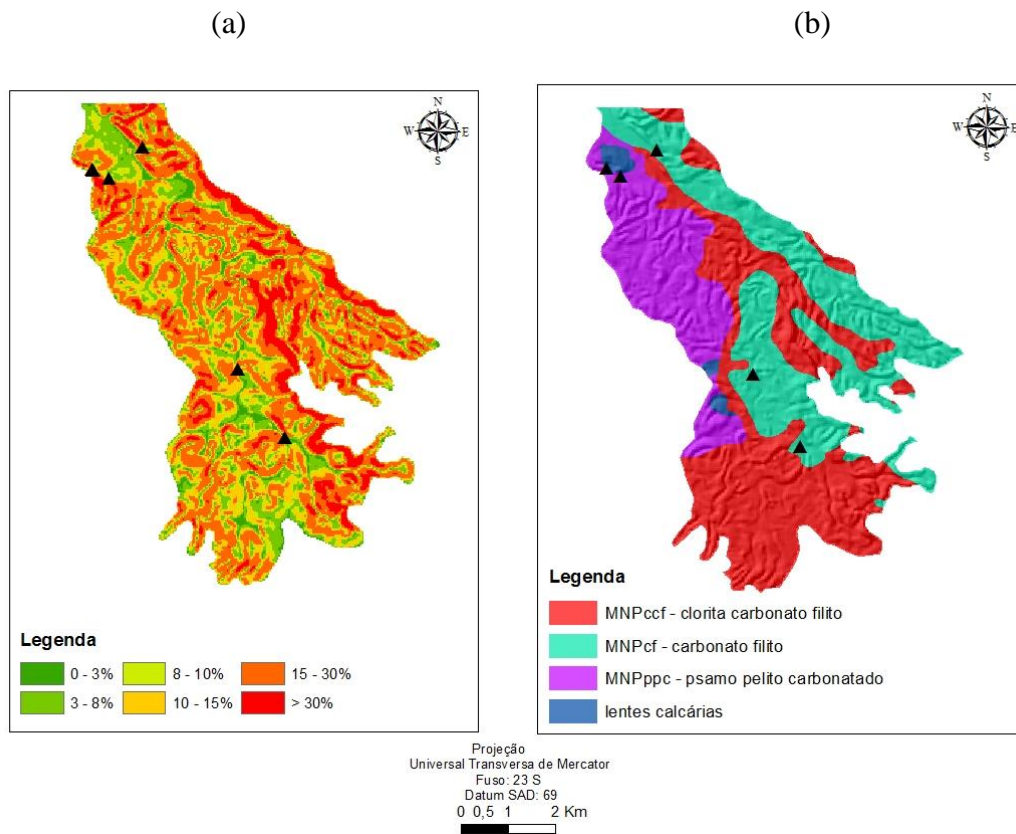 (a)
(b)
N
W E
S
N
W E
S
Legenda
0 - 3%
8 - 10%
15 - 30%
3 - 8%
10 - 15%
> 30%
Legenda
MNPccf - clorita carbonato filito
MNPcf - carbonato filito
MNPppc - psamo pelito carbonatado
lentes calcárias
Projeção
Universal Transversa de Mercator
Fuso: 23 S
Datum SAD: 69
0 0,5 1 2 Km